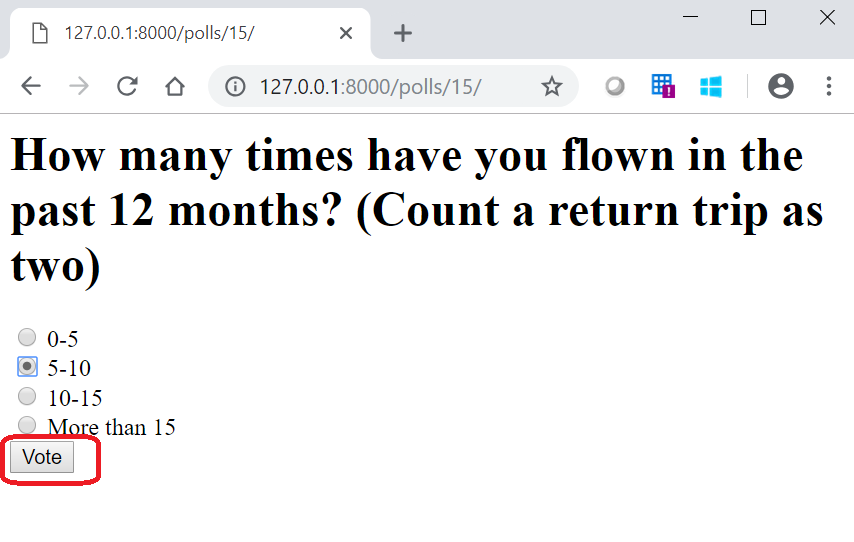 127.0.0.1:8000/polls/15/
127.0.0.1:8000/polls/15/
How many times have you flown in the
past 12 months? (Count a return trip as
two)
0-5
5-10
10-15
More than 15
Vote